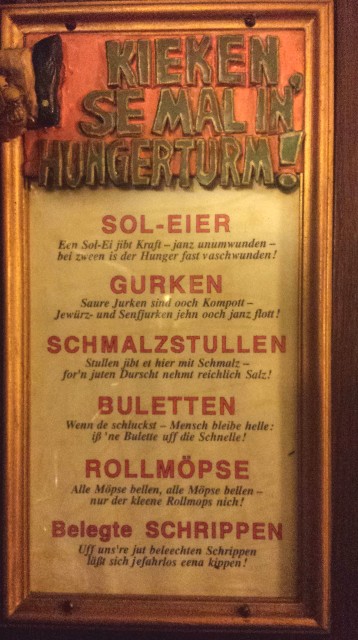 KIEKEN
SE MAL IN'
HUNGERTURM!
SOL-EIER
Een Sol-Ei jibt Kraft – janz unumwunden –
bei zween is der Hunger fast vaschwunden!
GURKEN
Saure Jurken sind ooch Kompott –
Jewürz- und Senfjurken jehn ooch janz flott!
SCHMALZSTULLEN
Stullen jibt et hier mit Schmalz –
for'n juten Durscht nehmt reichlich Salz!
BULETTEN
Wenn de schluckst – Mensch bleibe helle:
iß 'ne Bulette uff die Schnelle!
ROLLMÖPSE
Alle Möpse bellen, alle Möpse bellen –
nur der kleene Rollmops nich!
Belegte SCHRIPPEN
Uff uns're jut beleechten Schrippen
läßt sich jefahrlos eena kippen!